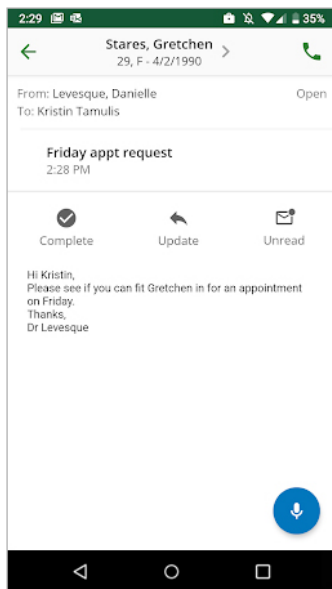 2:29
35%
Stares, Gretchen
29, F - 4/2/1990
From: Levesque, Danielle
Open
To: Kristin Tamulis
Friday appt request
2:28 PM
Complete
Update
Unread
Hi Kristin,
Please see if you can fit Gretchen in for an appointment
on Friday.
Thanks,
Dr Levesque